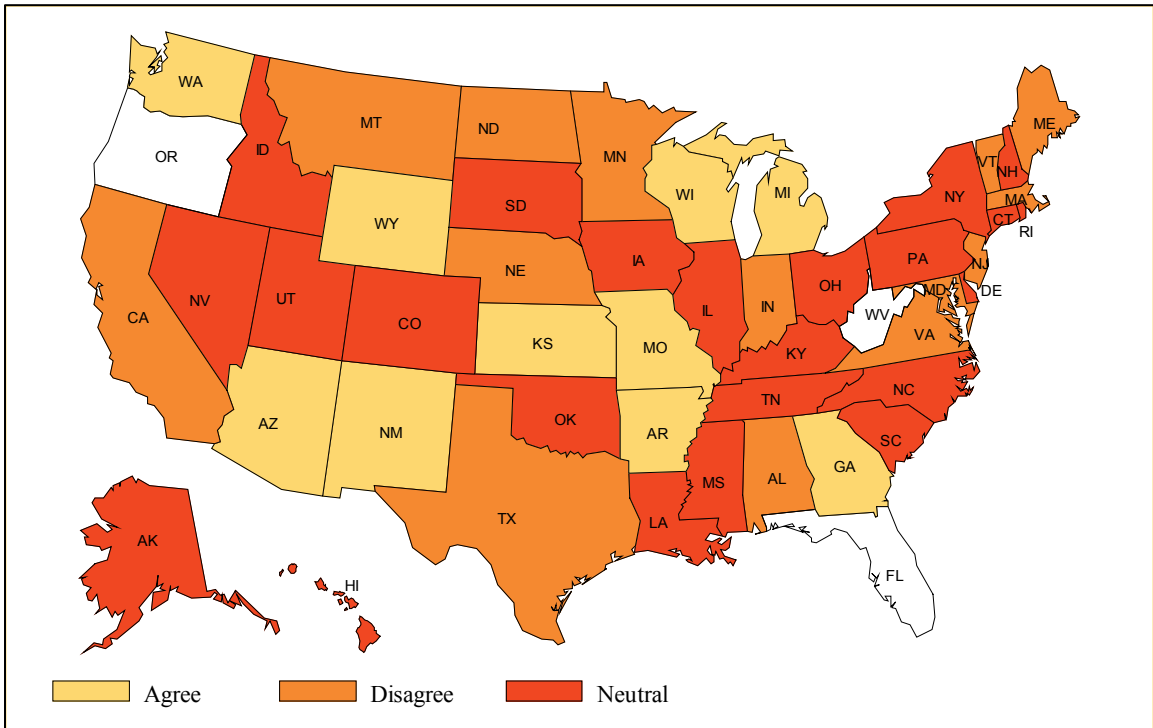 WA
MT
ND
MN
ME
OR
ID
VT
NH
WI
MI
NY
MA
SD
WY
CT
RI
IA
PA
NE
NJ
OH
NV
UT
IL
IN
MD
DE
CA
CO
WV
VA
KS
MO
KY
NC
TN
AZ
NM
OK
AR
SC
GA
MS
AL
TX
LA
AK
FL
HI
Agree
Disagree
Neutral